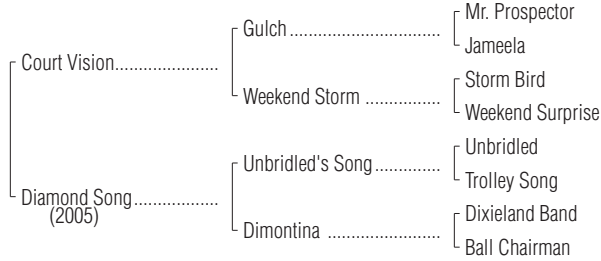 Mr. Prospector
Gulch........................................
Jameela
Court Vision...........................
Storm Bird
Weekend Storm ...................
Weekend Surprise
Unbridled
Unbridled's Song.................
Trolley Song
Diamond Song......................
(2005)
Dixieland Band
Dimontina .............................
Ball Chairman